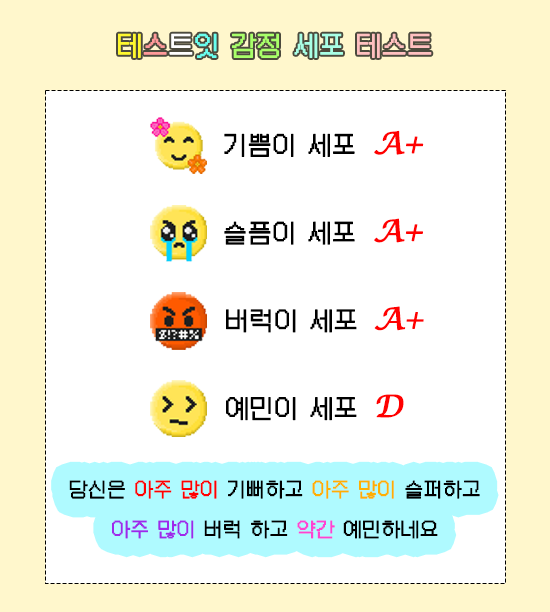 테스트잇 감정 세포 테스트
기쁨이 세포 A+
슬픔이 세포 A+
버럭이 세포 A+
$!?#%
예민이 세포 D
당신은 아주 많이 기뻐하고 아주 많이 슬퍼하고
아주 많이 버럭 하고 약간 예민하네요